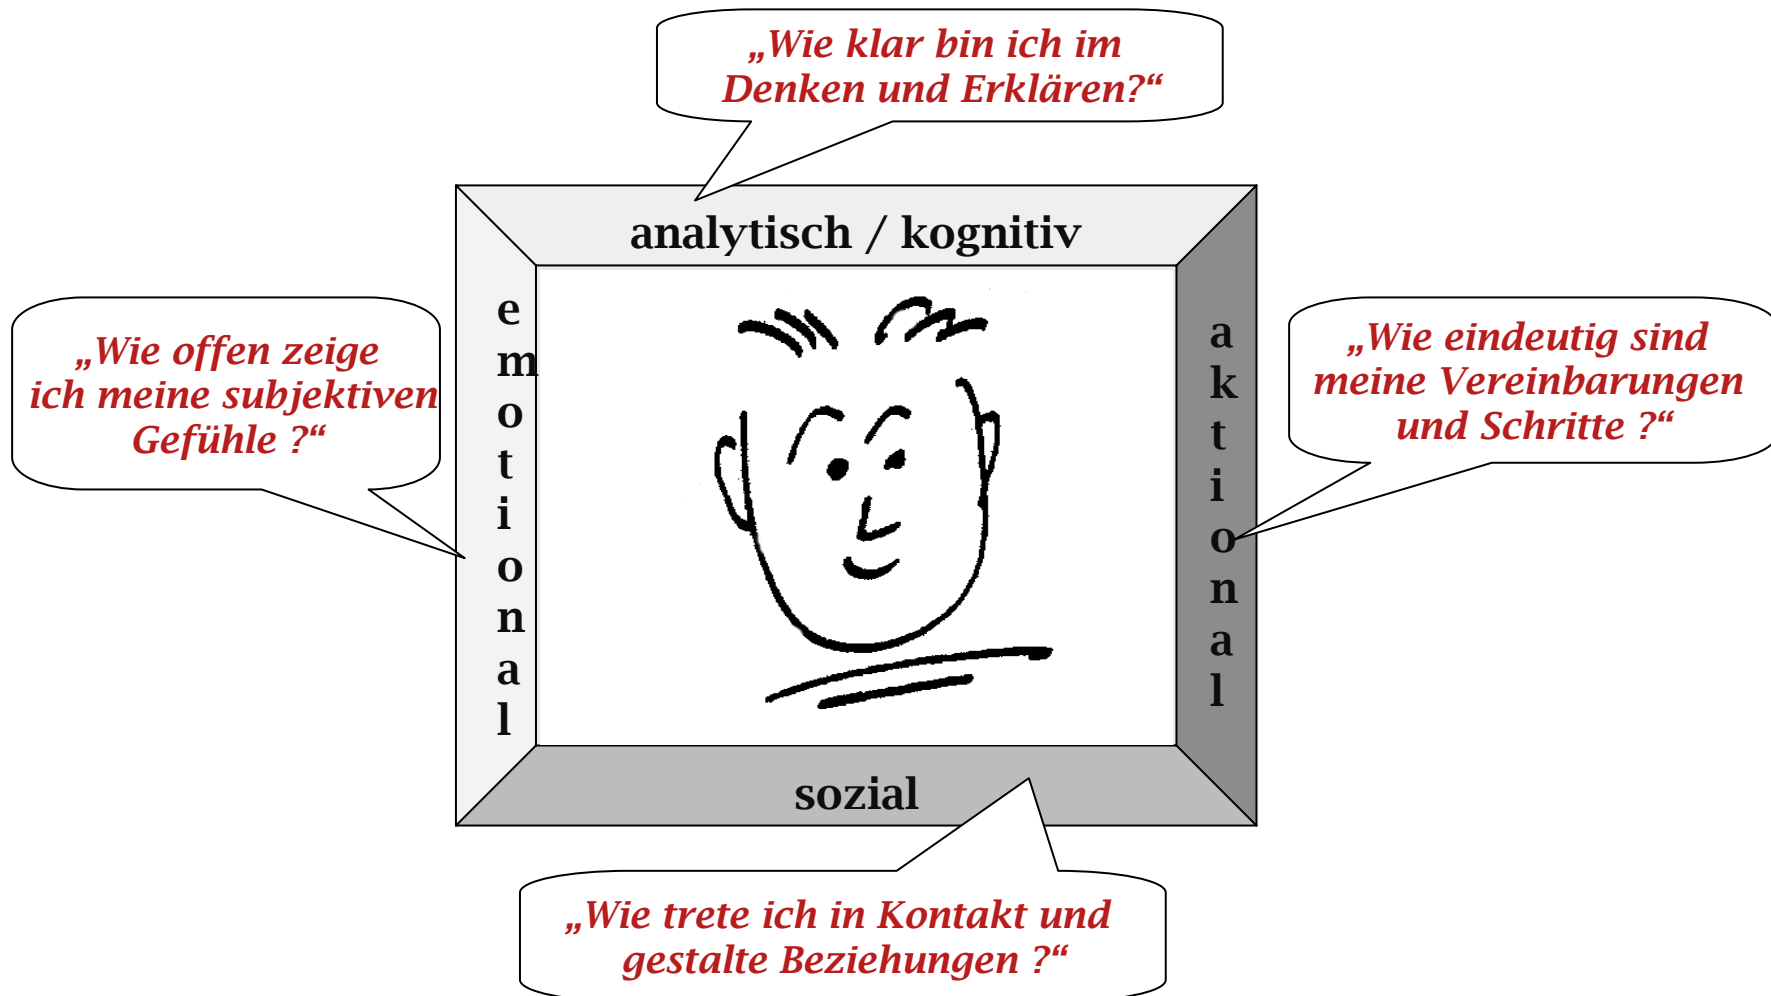 „Wie klar bin ich im
Denken und Erklären?“
analytisch / kognitiv
emotional
„Wie offen zeige
ich meine subjektiven
Gefühle ?“
aktional
„Wie eindeutig sind
meine Vereinbarungen
und Schritte ?“
sozial
„Wie trete ich in Kontakt und
gestalte Beziehungen ?“